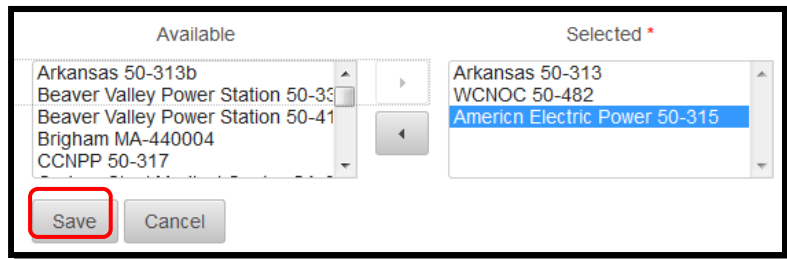 Available
Selected *
Arkansas 50-313b
Beaver Valley Power Station 50-33
Beaver Valley Power Station 50-41
Brigham MA-440004
CCNPP 50-317
Arkansas 50-313
WCNOC 50-482
Americn Electric Power 50-315
Save
Cancel